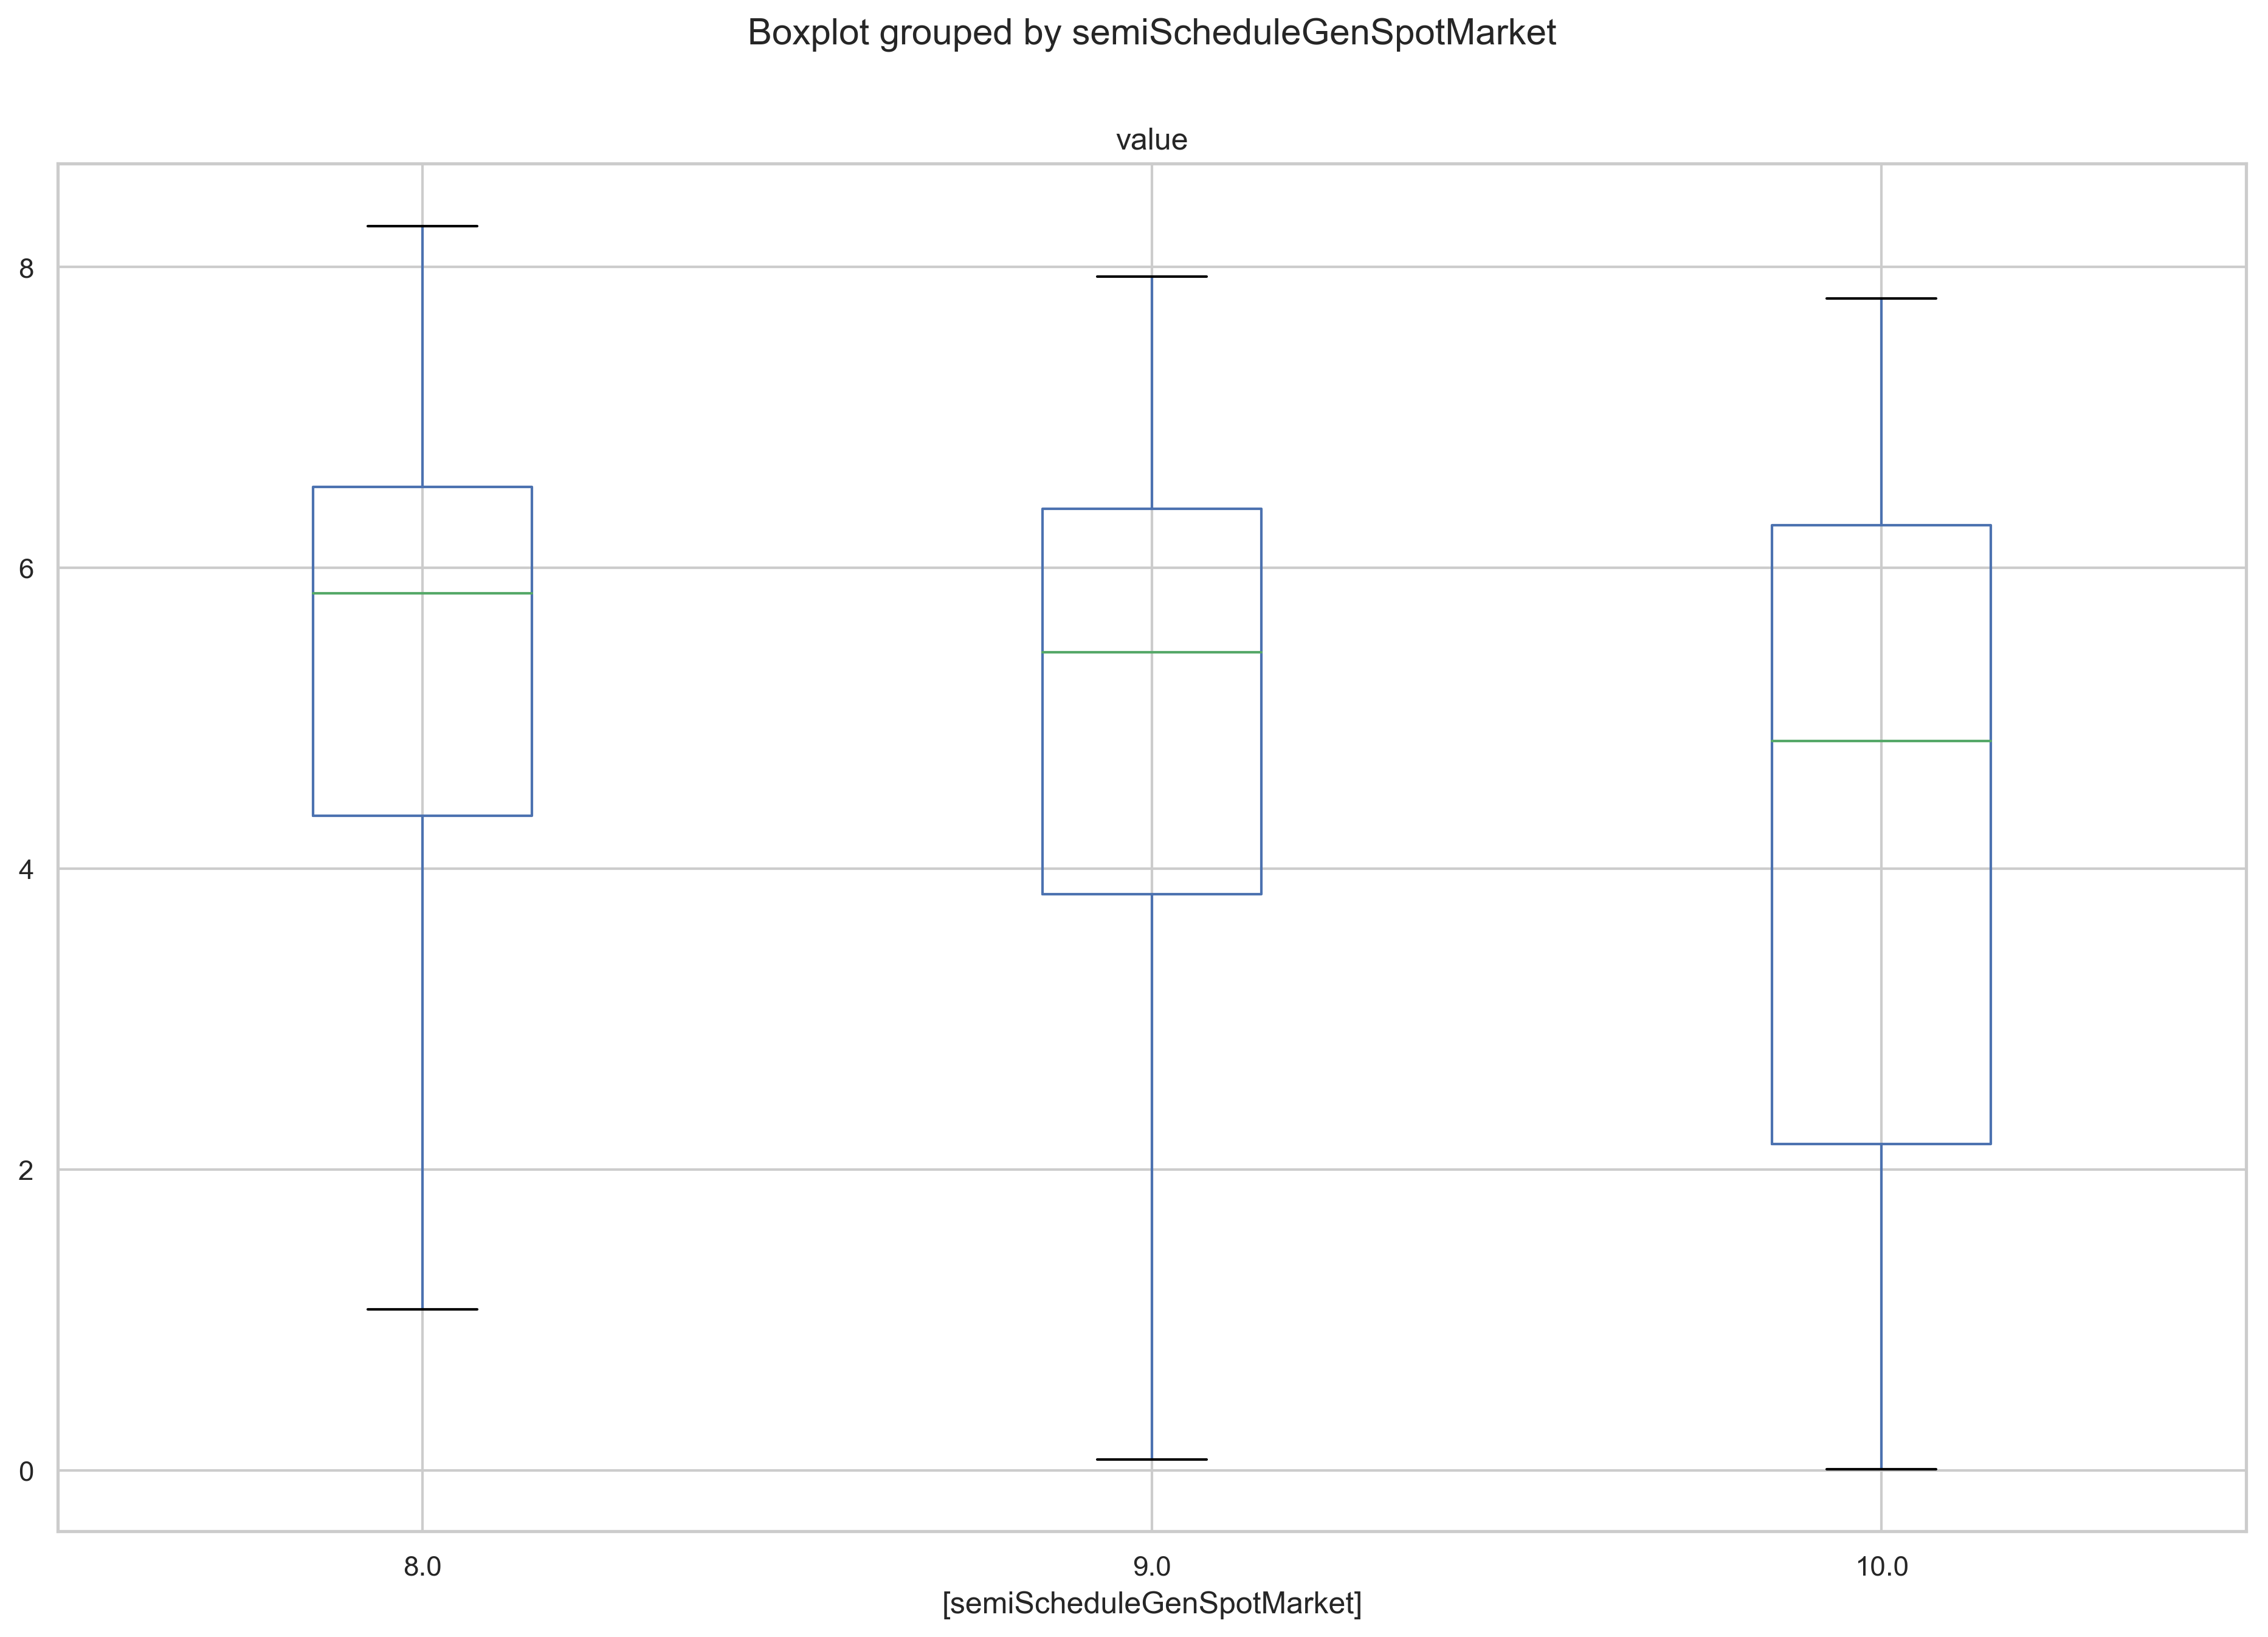 Boxplot grouped by semiScheduleGenSpotMarket
value
8
6
4
2
0
8.0 9.0 10.0
[semiScheduleGenSpotMarket]